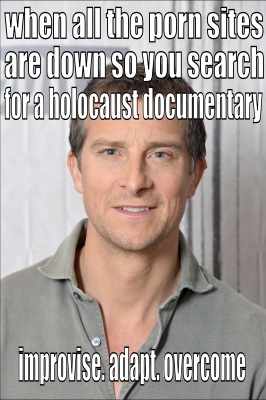 when all the porn sites
are down so you search
for a holocaust documentary
improvise. adapt. overcome